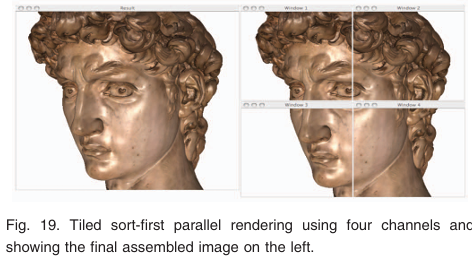 Result
Window 1
Window 2
Window 3
Window 4
Fig. 19. Tiled sort-first parallel rendering using four channels and
showing the final assembled image on the left.